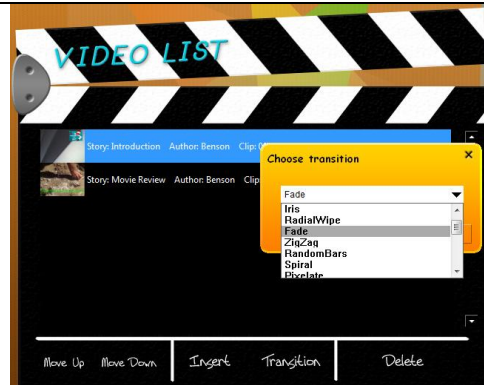 VIDEO LIST
Story: Introduction Author: Benson Clip:
Story: Movie Review Author: Benson Clip:
Choose transition
Fade
Iris
RadialWipe
Fade
ZigZag
RandomBars
Spiral
Pixelate
Move Up Move Down Insert Transition Delete